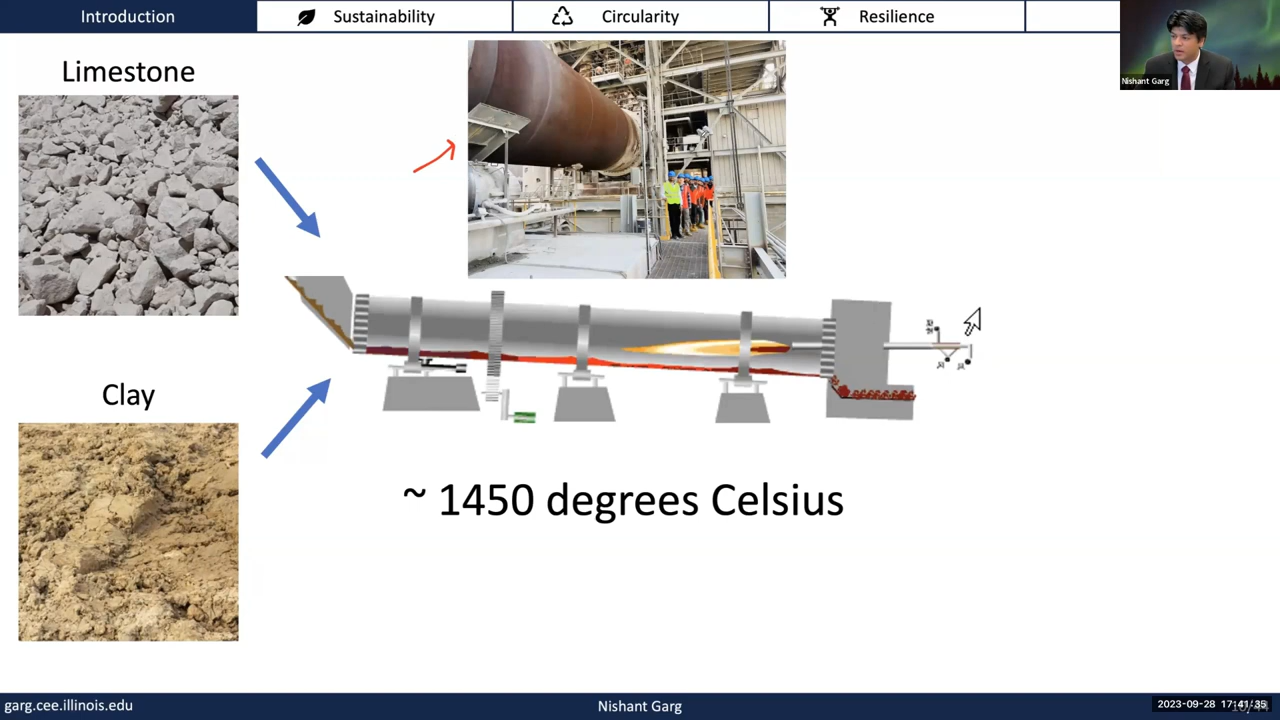 Introduction
Sustainability
Circularity
Resilience
Nishant Garg
Limestone
Clay
~ 1450 degrees Celsius
garg.cee.illinois.edu
Nishant Garg
2023-09-28 17:41:35